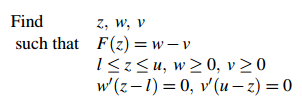 Find z, w, v
such that F(z) = w − v
l ≤ z ≤ u, w ≥ 0, v ≥ 0
w′(z − l) = 0, v′(u − z) = 0